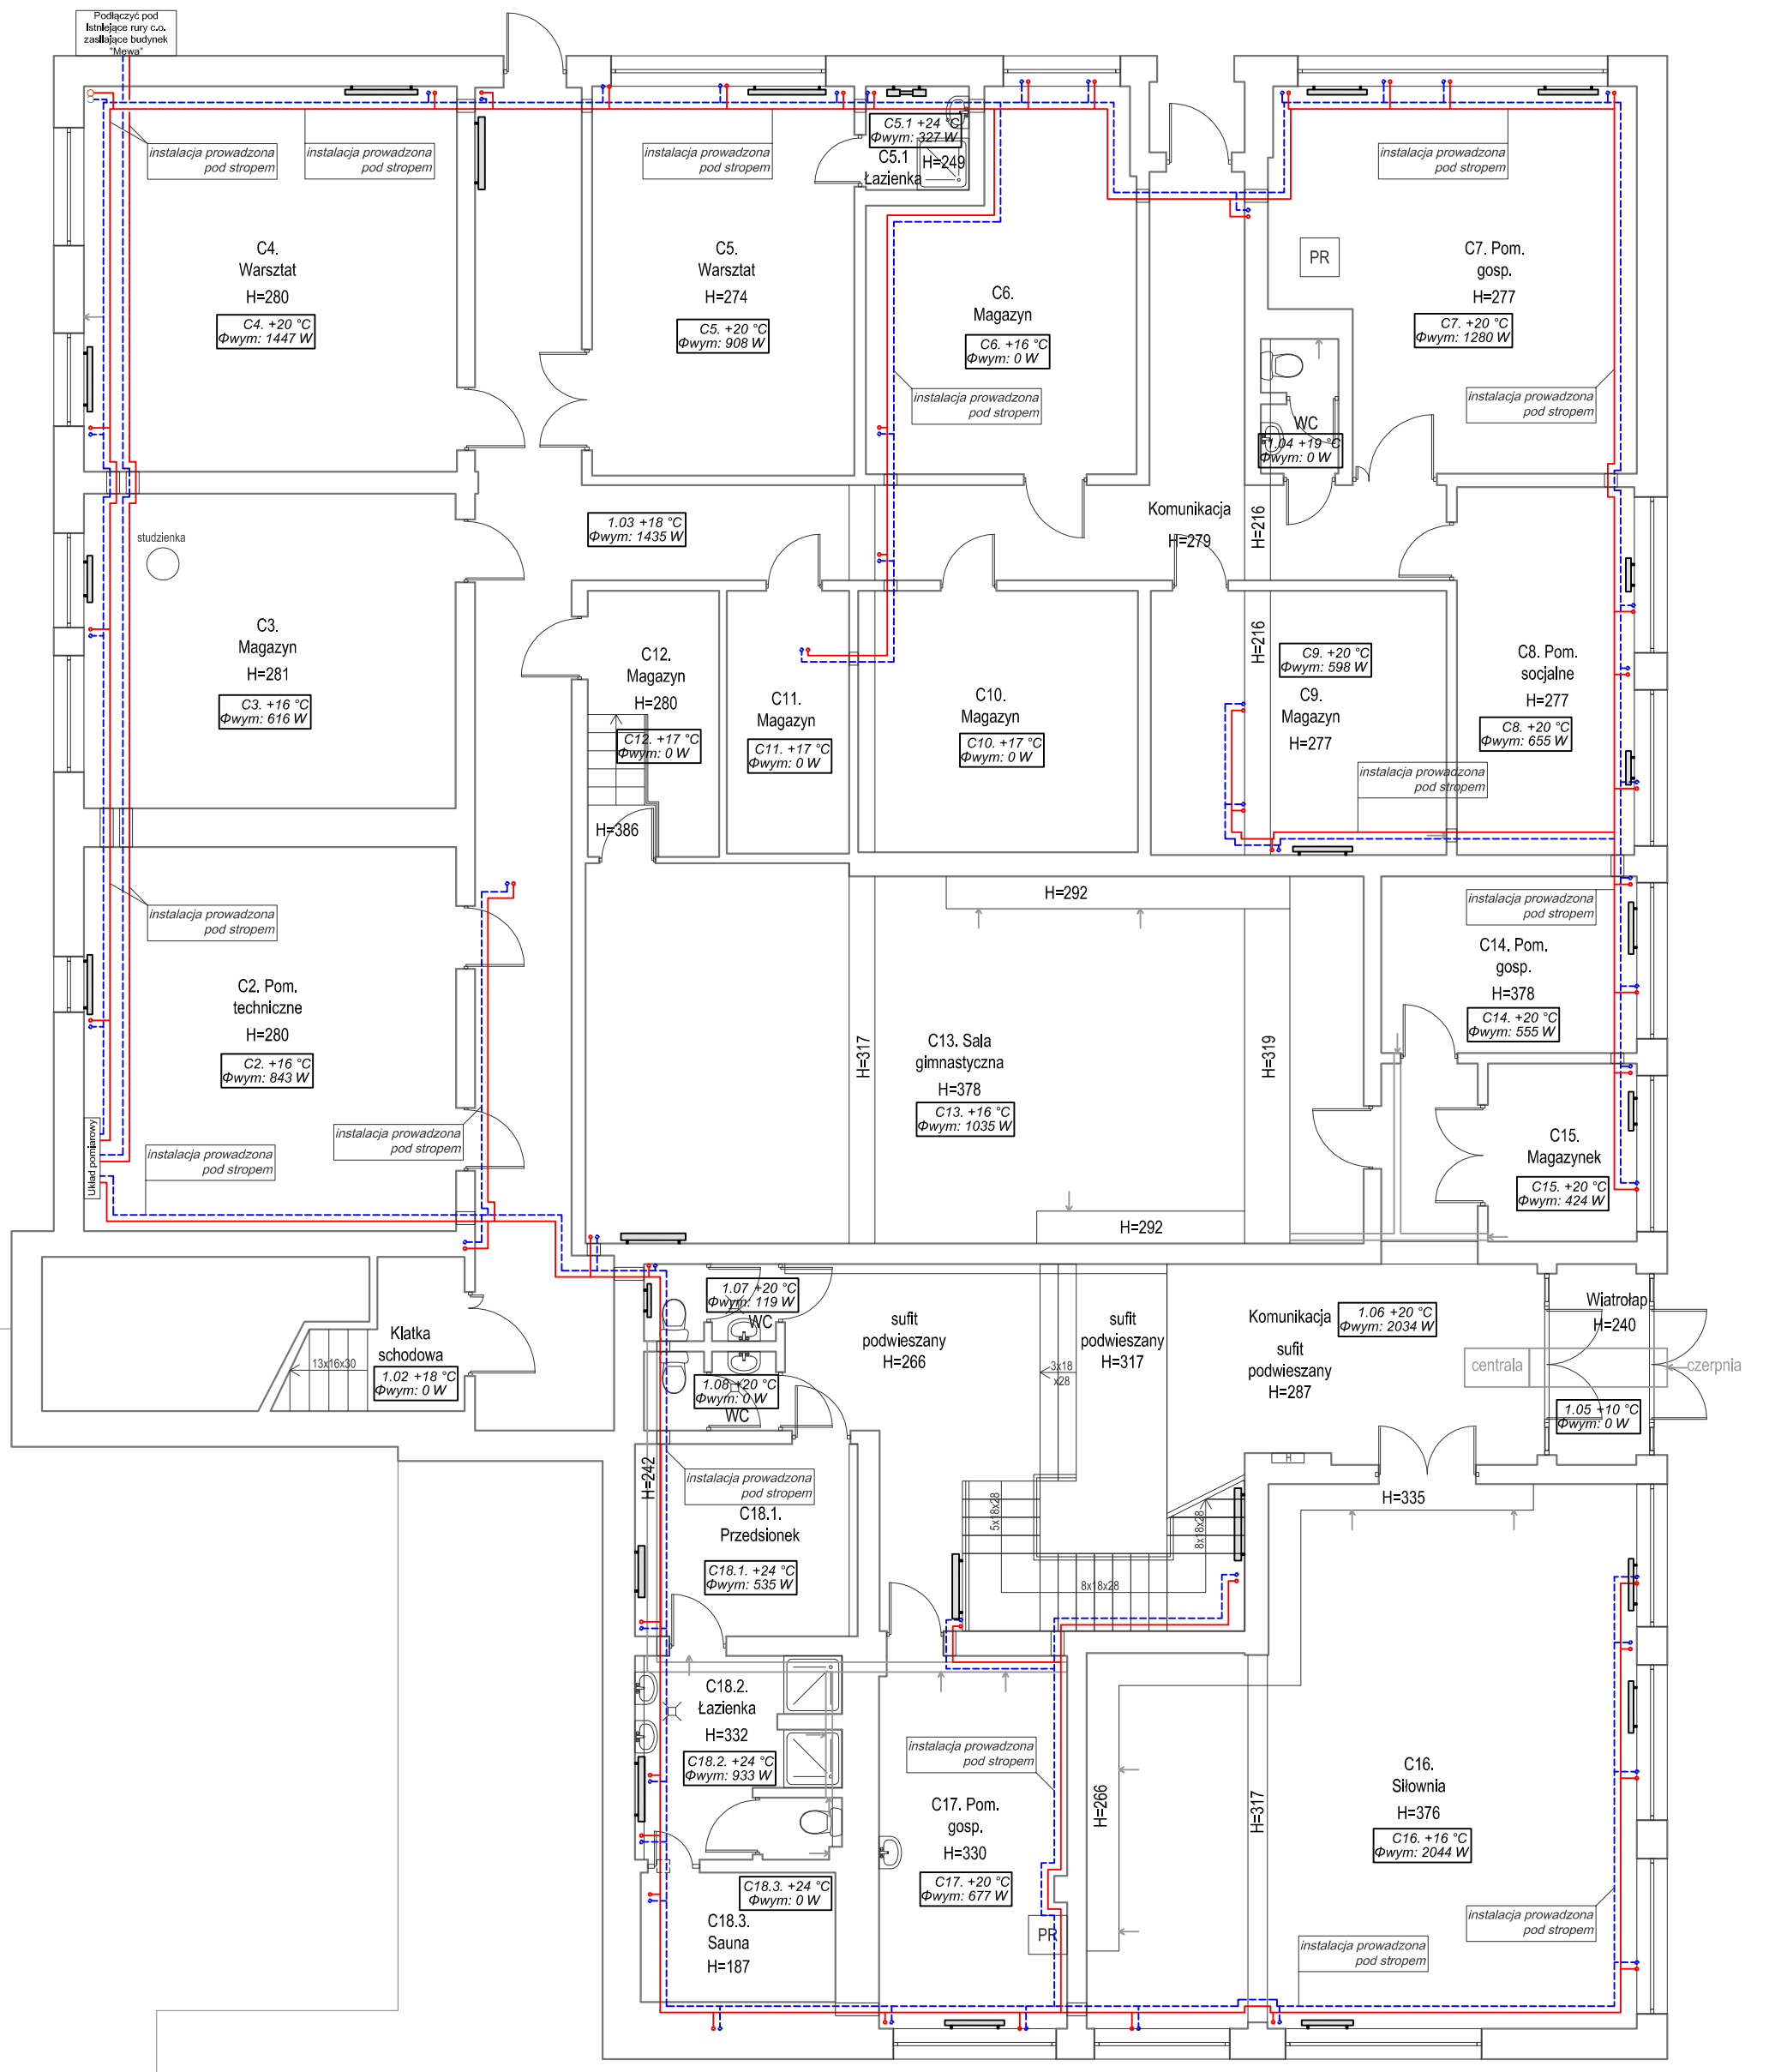 Podłączyć pod
istniejące rury c.o.
zasilające budynek
"Mewa"
instalacja prowadzona
pod stropem
instalacja prowadzona
pod stropem
C4.
Warsztat
H=280
C4. +20 °C
Φwym: 1447 W
instalacja prowadzona
pod stropem
C5.
Warsztat
H=274
C5. +20 °C
Φwym: 908 W
C5.1 +24 °C
Φwym: 327 W
C5.1
H=249
Łazienka
C6.
Magazyn
C6. +16 °C
Φwym: 0 W
instalacja prowadzona
pod stropem
instalacja prowadzona
pod stropem
PR
C7. Pom.
gosp.
H=277
C7. +20 °C
Φwym: 1280 W
instalacja prowadzona
pod stropem
WC
1.04 +19 °C
Φwym: 0 W
1.03 +18 °C
Φwym: 1435 W
Komunikacja
H=279
H=216
studzienka
C3.
Magazyn
H=281
C3. +16 °C
Φwym: 616 W
C12.
Magazyn
H=280
C12. +17 °C
Φwym: 0 W
H=386
C11.
Magazyn
C11. +17 °C
Φwym: 0 W
C10.
Magazyn
C10. +17 °C
Φwym: 0 W
H=216
C9. +20 °C
Φwym: 598 W
C9.
Magazyn
H=277
instalacja prowadzona
pod stropem
C8. Pom.
socjalne
H=277
C8. +20 °C
Φwym: 655 W
instalacja prowadzona
pod stropem
C2. Pom.
techniczne
H=280
C2. +16 °C
Φwym: 843 W
Układ pomiarowy
instalacja prowadzona
pod stropem
instalacja prowadzona
pod stropem
H=292
H=317
C13. Sala
gimnastyczna
H=378
C13. +16 °C
Φwym: 1035 W
H=319
H=292
instalacja prowadzona
pod stropem
C14. Pom.
gosp.
H=378
C14. +20 °C
Φwym: 555 W
C15.
Magazynek
C15. +20 °C
Φwym: 424 W
Klatka
schodowa
13x16x30
1.02 +18 °C
Φwym: 0 W
1.07 +20 °C
Φwym: 119 W
WC
1.08 +20 °C
Φwym: 0 W
WC
sufit
podwieszany
H=266
sufit
podwieszany
H=317
3x18
x28
Komunikacja
sufit
podwieszany
H=287
1.06 +20 °C
Φwym: 2034 W
Wiatrołap
H=240
centrala
czerpnia
1.05 +10 °C
Φwym: 0 W
H
H=242
instalacja prowadzona
pod stropem
C18.1.
Przedsionek
C18.1. +24 °C
Φwym: 535 W
5x18x28
8x18x28
8x18x28
H=335
C18.2.
Łazienka
H=332
C18.2. +24 °C
Φwym: 933 W
C18.3. +24 °C
Φwym: 0 W
C18.3.
Sauna
H=187
instalacja prowadzona
pod stropem
C17. Pom.
gosp.
H=330
C17. +20 °C
Φwym: 677 W
PR
H=266
H=317
C16.
Siłownia
H=376
C16. +16 °C
Φwym: 2044 W
instalacja prowadzona
pod stropem
instalacja prowadzona
pod stropem